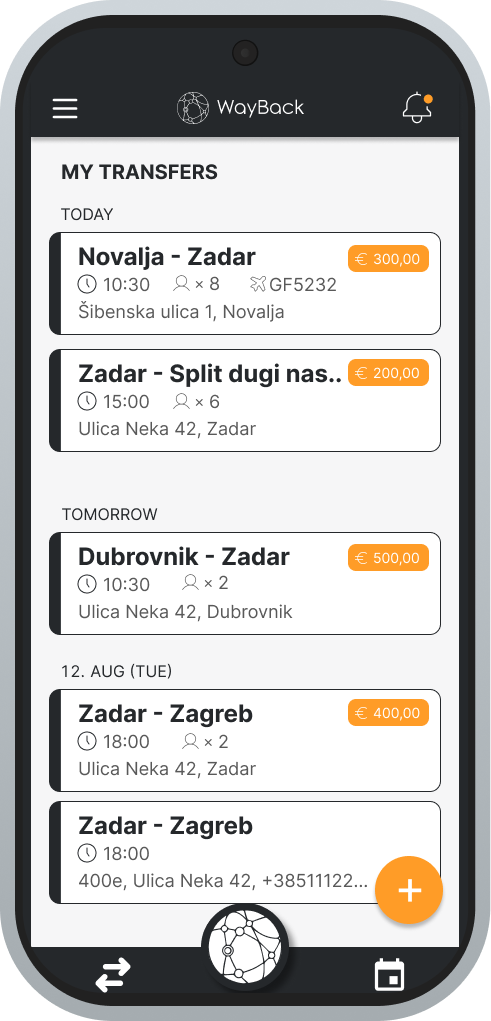 WayBack
MY TRANSFERS
TODAY
Novalja - Zadar
€ 300,00
10:30 × 8 GF5232
Šibenska ulica 1, Novalja
Zadar - Split dugi nas..
€ 200,00
15:00 × 6
Ulica Neka 42, Zadar
TOMORROW
Dubrovnik - Zadar
€ 500,00
10:30 × 2
Ulica Neka 42, Dubrovnik
12. AUG (TUE)
Zadar - Zagreb
€ 400,00
18:00 × 2
Ulica Neka 42, Zadar
Zadar - Zagreb
18:00
400e, Ulica Neka 42, +38511122...
+